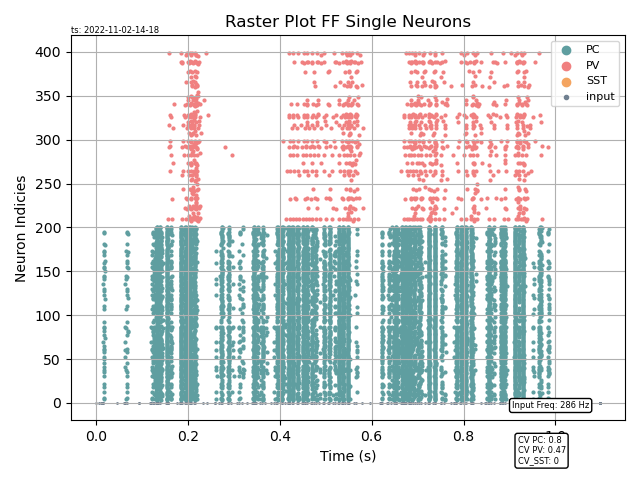 Raster Plot FF Single Neurons
ts: 2022-11-02-14-18
PC
PV
SST
input
Neuron Indicies
400
350
300
250
200
150
100
50
0
Input Freq: 286 Hz
0.0 0.2 0.4 0.6 0.8 1.0
Time (s)
CV PC: 0.8
CV PV: 0.47
CV_SST: 0